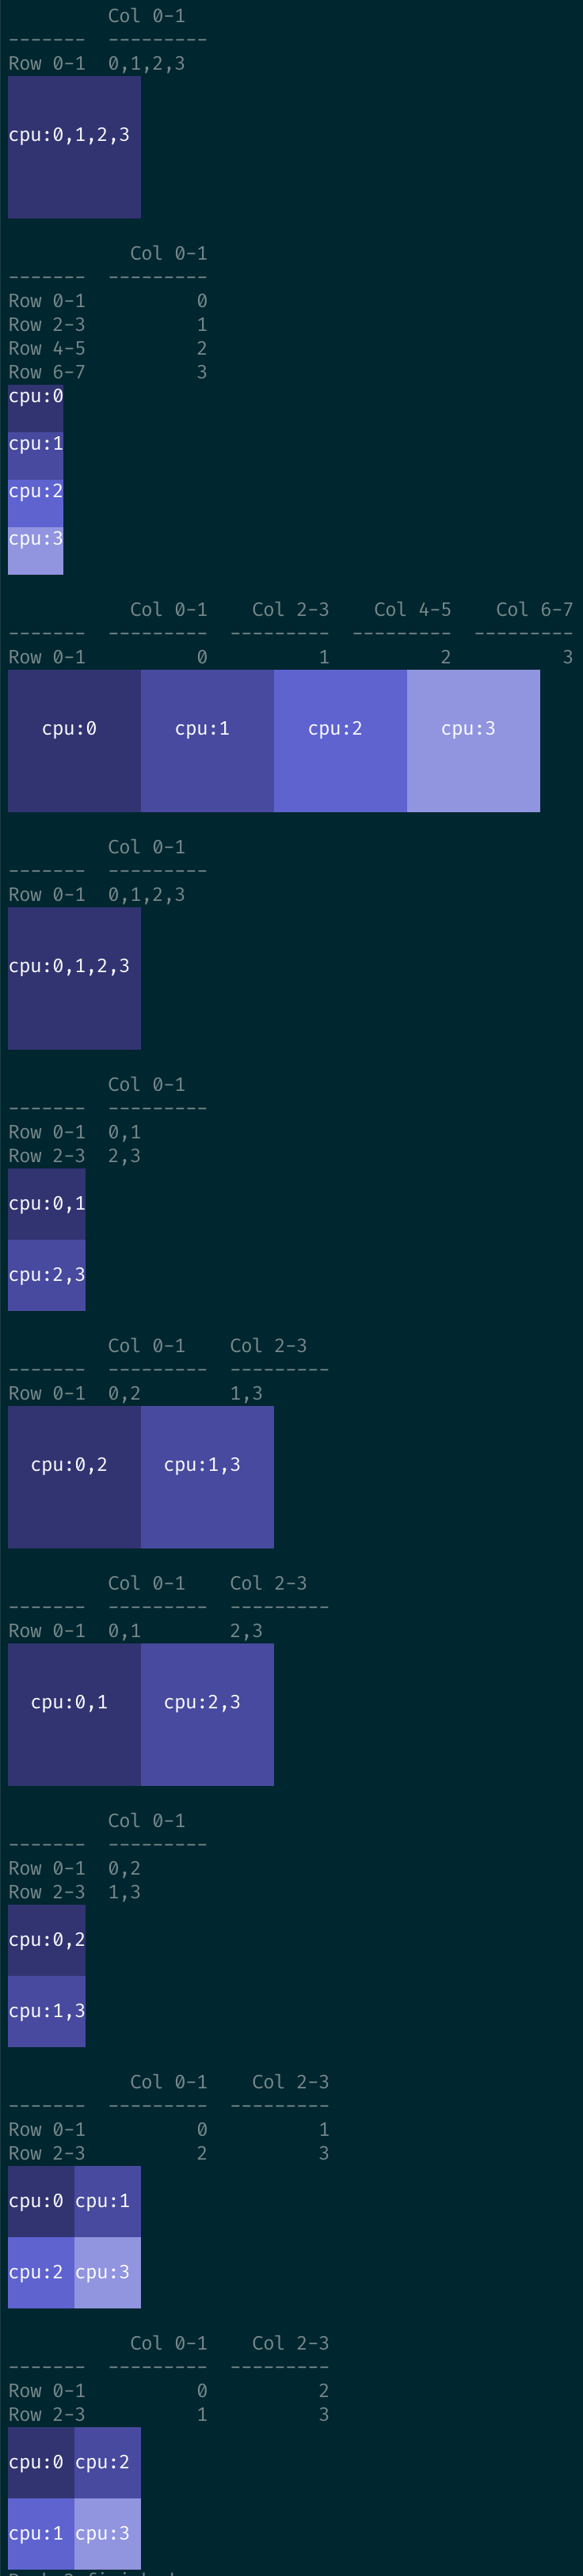 Col 0-1
-------  ---------
Row 0-1  0,1,2,3
cpu:0,1,2,3
Col 0-1
-------  ---------
Row 0-1          0
Row 2-3          1
Row 4-5          2
Row 6-7          3
cpu:0
cpu:1
cpu:2
cpu:3
Col 0-1    Col 2-3    Col 4-5    Col 6-7
-------  ---------  ---------  ---------  ---------
Row 0-1          0          1          2          3
cpu:0 cpu:1 cpu:2 cpu:3
Col 0-1
-------  ---------
Row 0-1  0,1,2,3
cpu:0,1,2,3
Col 0-1
-------  ---------
Row 0-1  0,1
Row 2-3  2,3
cpu:0,1
cpu:2,3
Col 0-1    Col 2-3
-------  ---------  ---------
Row 0-1  0,2        1,3
cpu:0,2 cpu:1,3
Col 0-1    Col 2-3
-------  ---------  ---------
Row 0-1  0,1        2,3
cpu:0,1 cpu:2,3
Col 0-1
-------  ---------
Row 0-1  0,2
Row 2-3  1,3
cpu:0,2
cpu:1,3
Col 0-1    Col 2-3
-------  ---------  ---------
Row 0-1          0          1
Row 2-3          2          3
cpu:0 cpu:1
cpu:2 cpu:3
Col 0-1    Col 2-3
-------  ---------  ---------
Row 0-1          0          2
Row 2-3          1          3
cpu:0 cpu:2
cpu:1 cpu:3